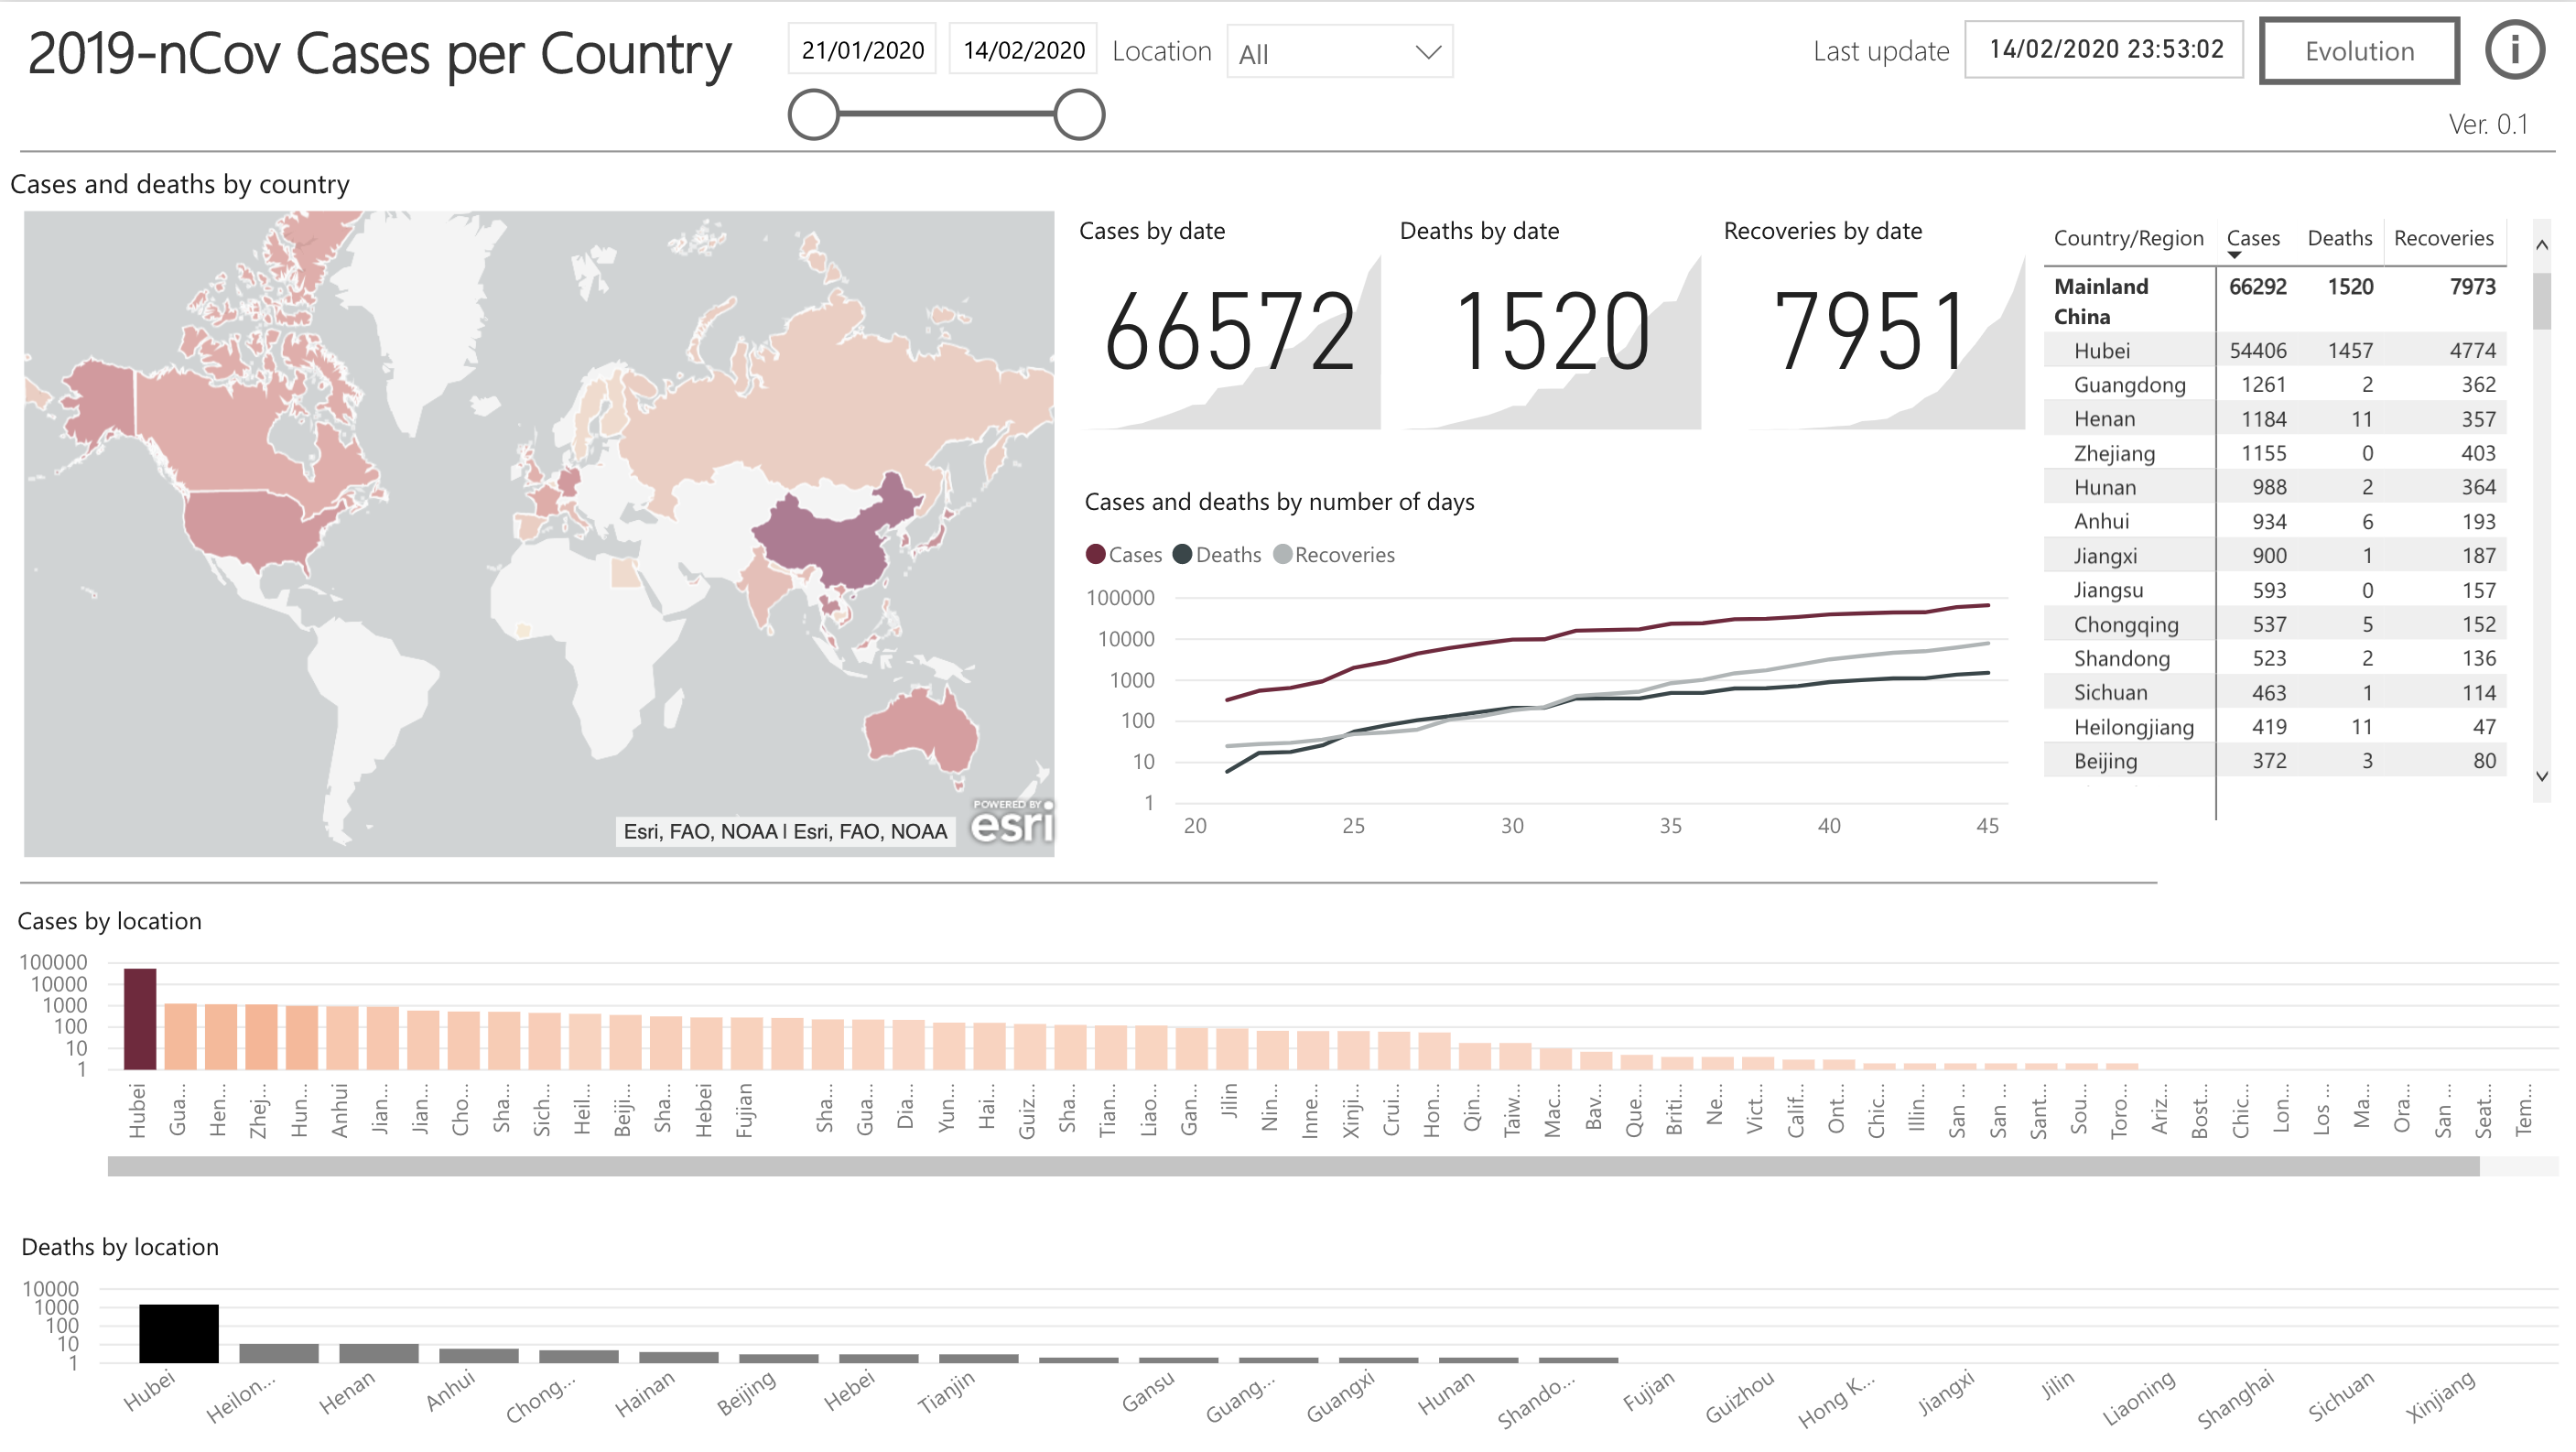 2019-nCov Cases per Country
21/01/2020 14/02/2020 Location All
Last update 14/02/2020 23:53:02 Evolution i
Ver. 0.1
Cases and deaths by country
POWERED BY
esri
Esri, FAO, NOAA | Esri, FAO, NOAA
Cases by date
66572
Deaths by date
1520
Recoveries by date
7951
Cases and deaths by number of days
Cases Deaths Recoveries
100000
10000
1000
100
10
1
20 25 30 35 40 45
Country/Region Cases Deaths Recoveries
Mainland China 66292 1520 7973
Hubei 54406 1457 4774
Guangdong 1261 2 362
Henan 1184 11 357
Zhejiang 1155 0 403
Hunan 988 2 364
Anhui 934 6 193
Jiangxi 900 1 187
Jiangsu 593 0 157
Chongqing 537 5 152
Shandong 523 2 136
Sichuan 463 1 114
Heilongjiang 419 11 47
Beijing 372 3 80
Cases by location
100000
10000
1000
100
10
1
Hubei Gua... Hen... Zhej... Hun... Anhui Jian... Jian... Cho... Sha... Sich... Heil... Beiji... Sha... Hebei Fujian Sha... Gua... Dia... Yun... Hai... Guiz... Sha... Tian... Liao... Gan... Jilin Nin... Inne... Xinji... Crui... Hon... Qin... Taiw... Mac... Bav... Que... Briti... Ne... Vict... Calif... Ont... Chic... Illin... San ... San ... Sant... Sou... Toro... Ariz... Bost... Chic... Lon... Los ... Ma... Ora... San ... Seat... Tem...
Deaths by location
10000
1000
100
10
1
Hubei Heilon... Henan Anhui Chong... Hainan Beijing Hebei Tianjin Gansu Guang... Guangxi Hunan Shando... Fujian Guizhou Hong K... Jiangxi Jilin Liaoning Shanghai Sichuan Xinjiang